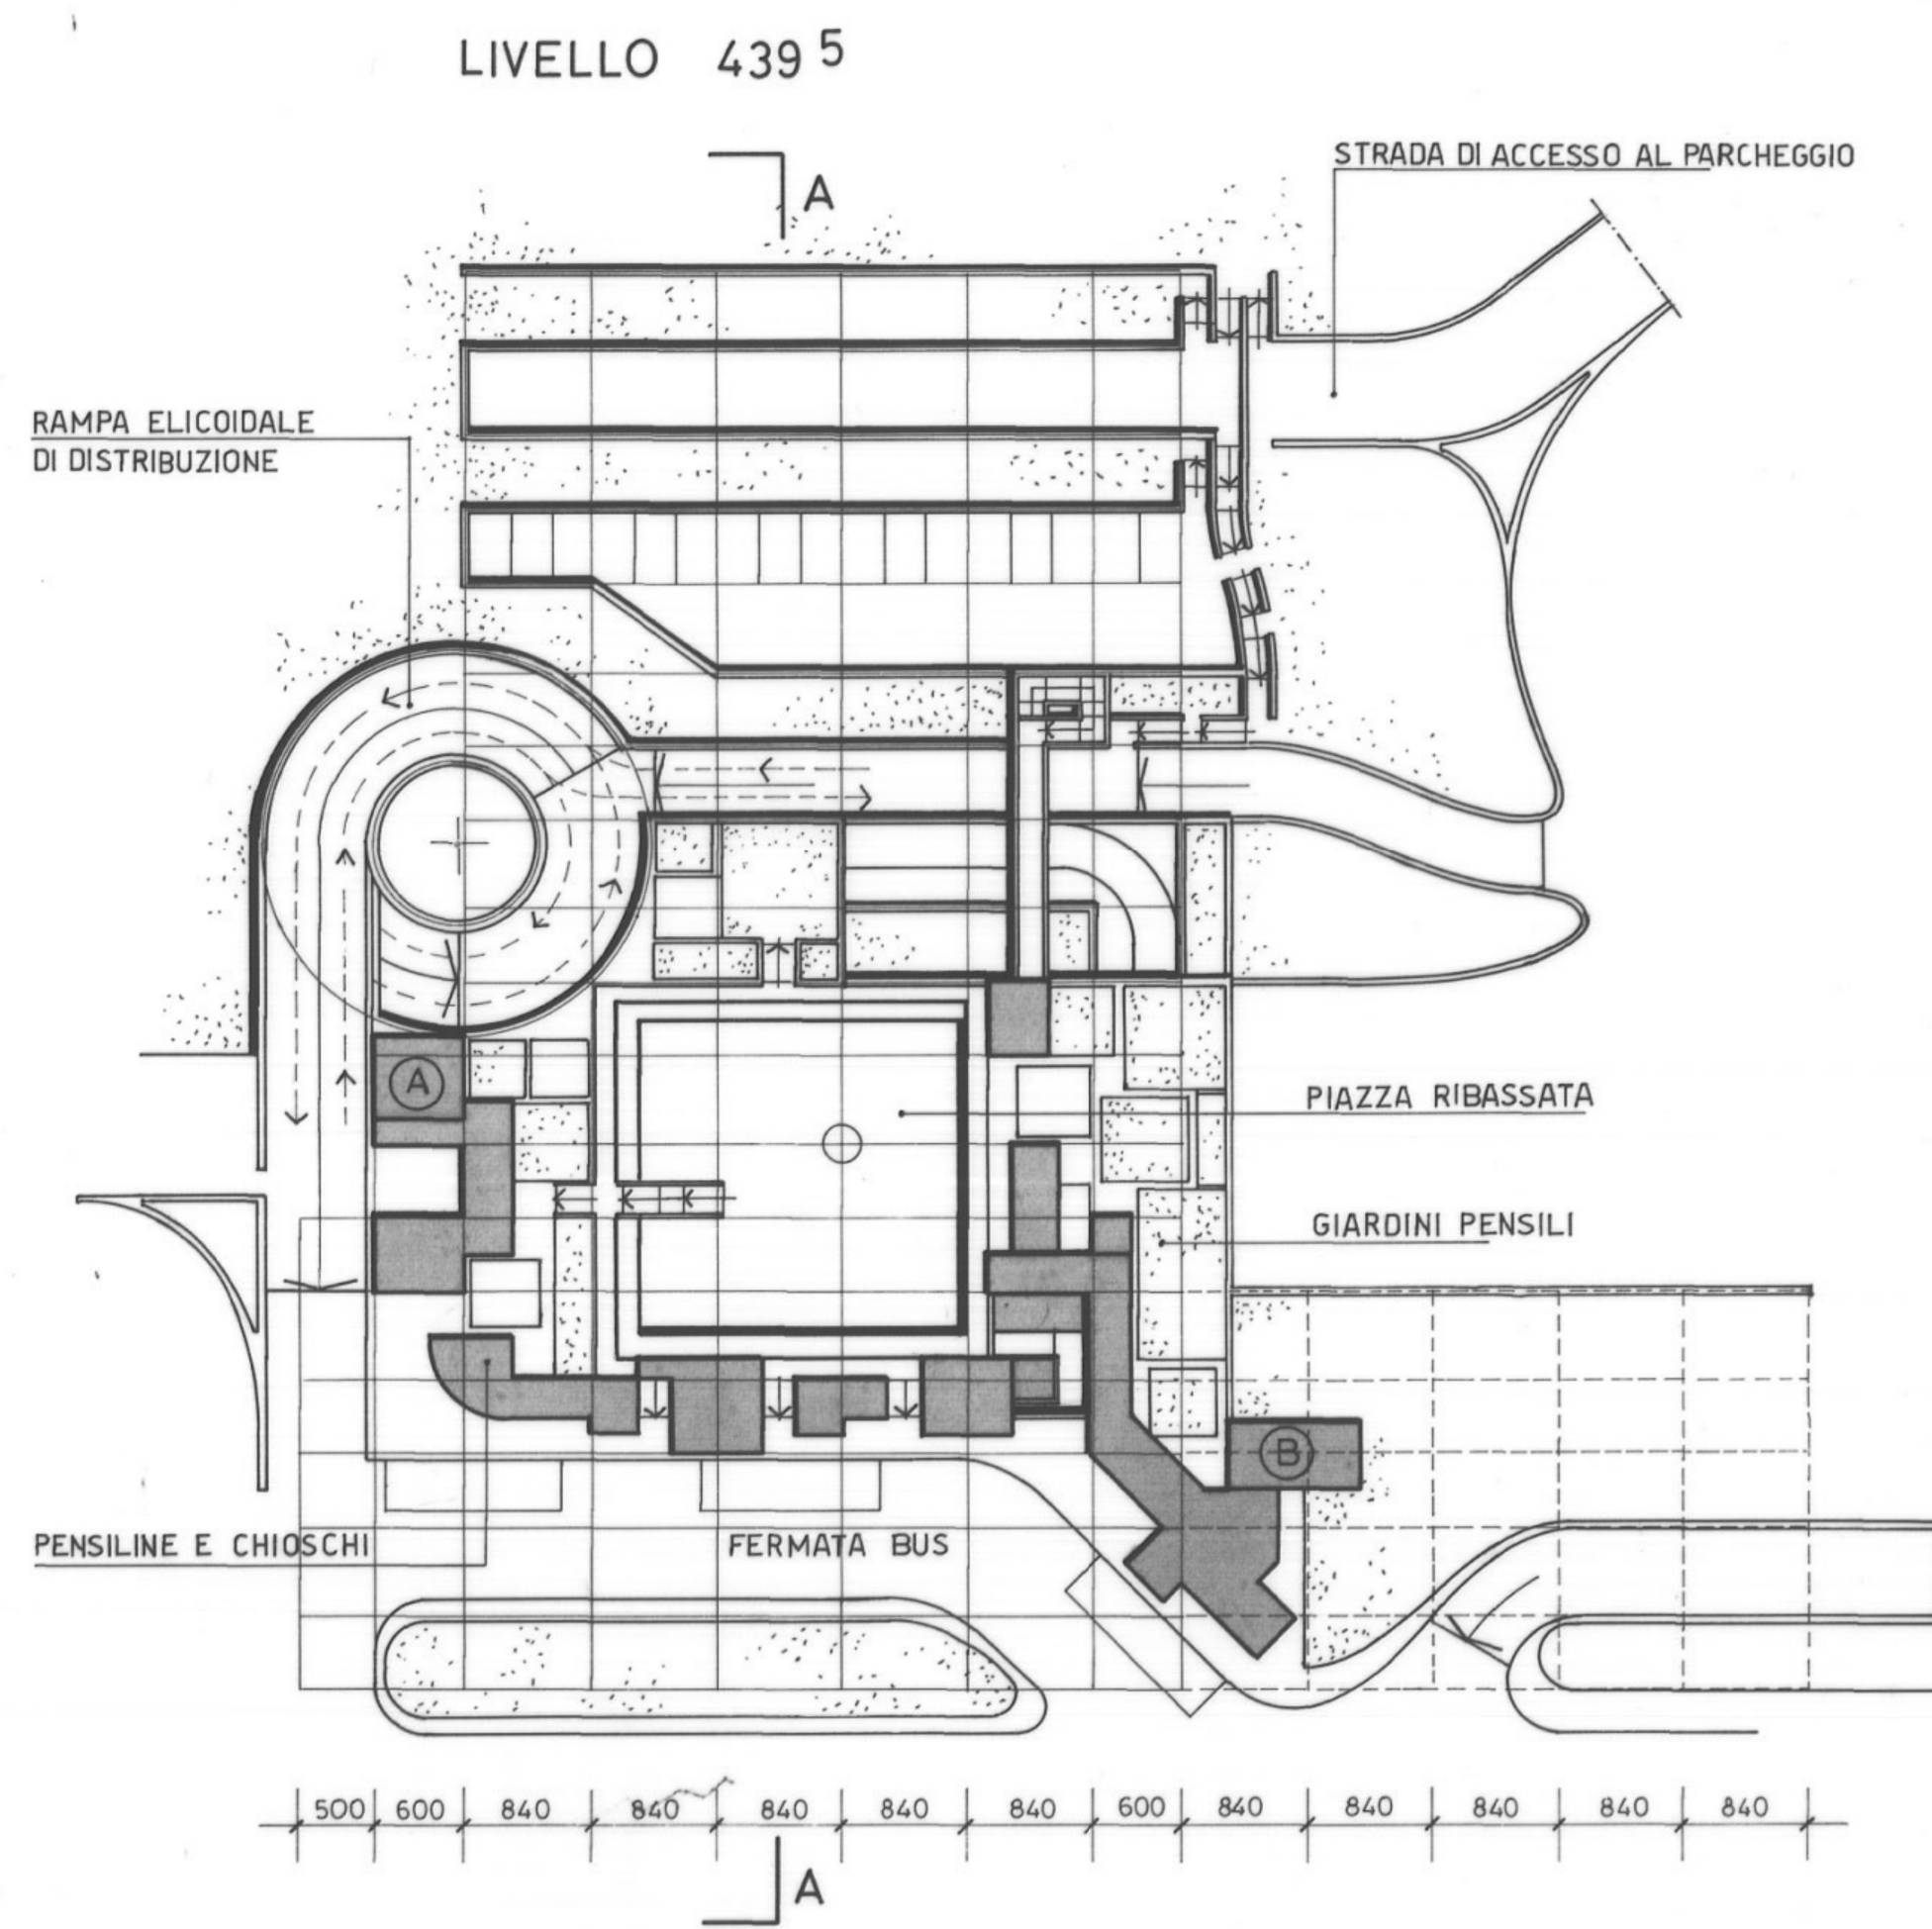 LIVELLO 439 5
A
STRADA DI ACCESSO AL PARCHEGGIO
RAMPA ELICOIDALE
DI DISTRIBUZIONE
A
PIAZZA RIBASSATA
GIARDINI PENSILI
B
PENSILINE E CHIOSCHI
FERMATA BUS
500 600 840 840 840 840 840 600 840 840 840 840 840
A